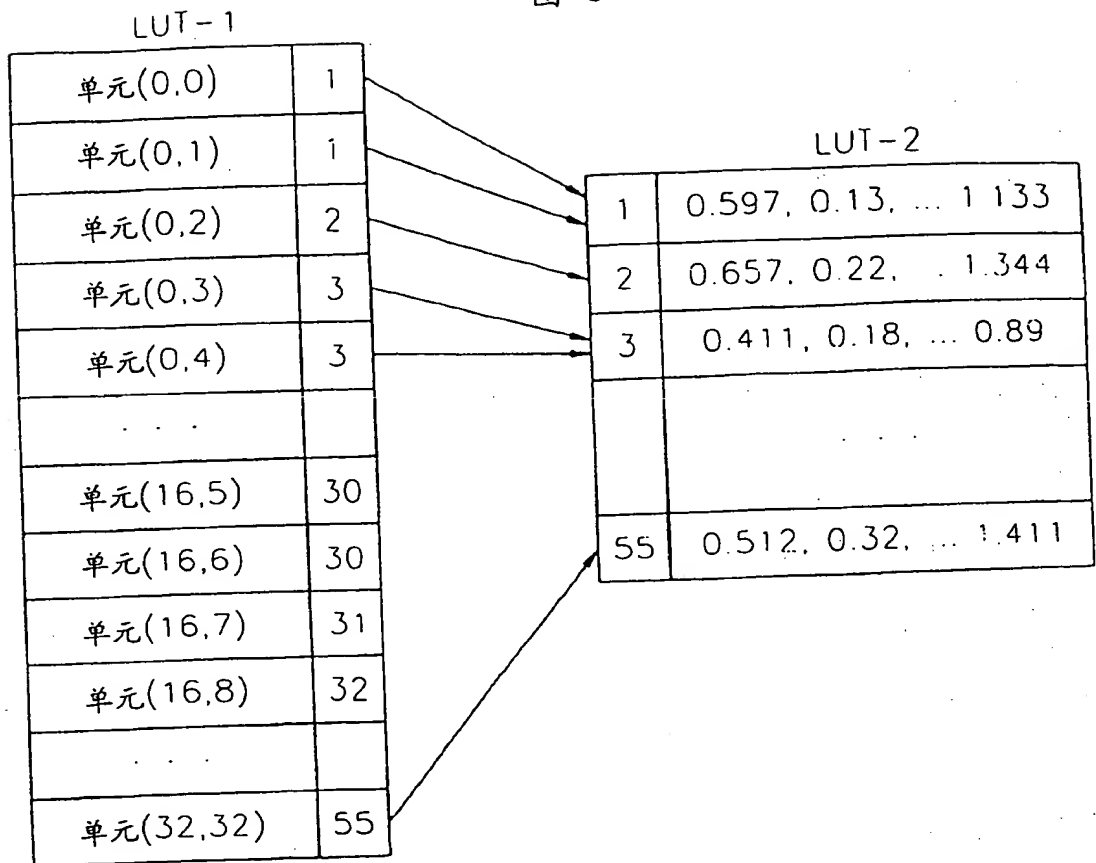 LUT-1
单元(0,0) 1
单元(0,1) 1
单元(0,2) 2
单元(0,3) 3
单元(0,4) 3
. . .
单元(16,5) 30
单元(16,6) 30
单元(16,7) 31
单元(16,8) 32
. . .
单元(32,32) 55
LUT-2
1 0.597, 0.13, ... 1 133
2 0.657, 0.22, . 1.344
3 0.411, 0.18, ... 0.89
. . .
55 0.512, 0.32, ... 1.411